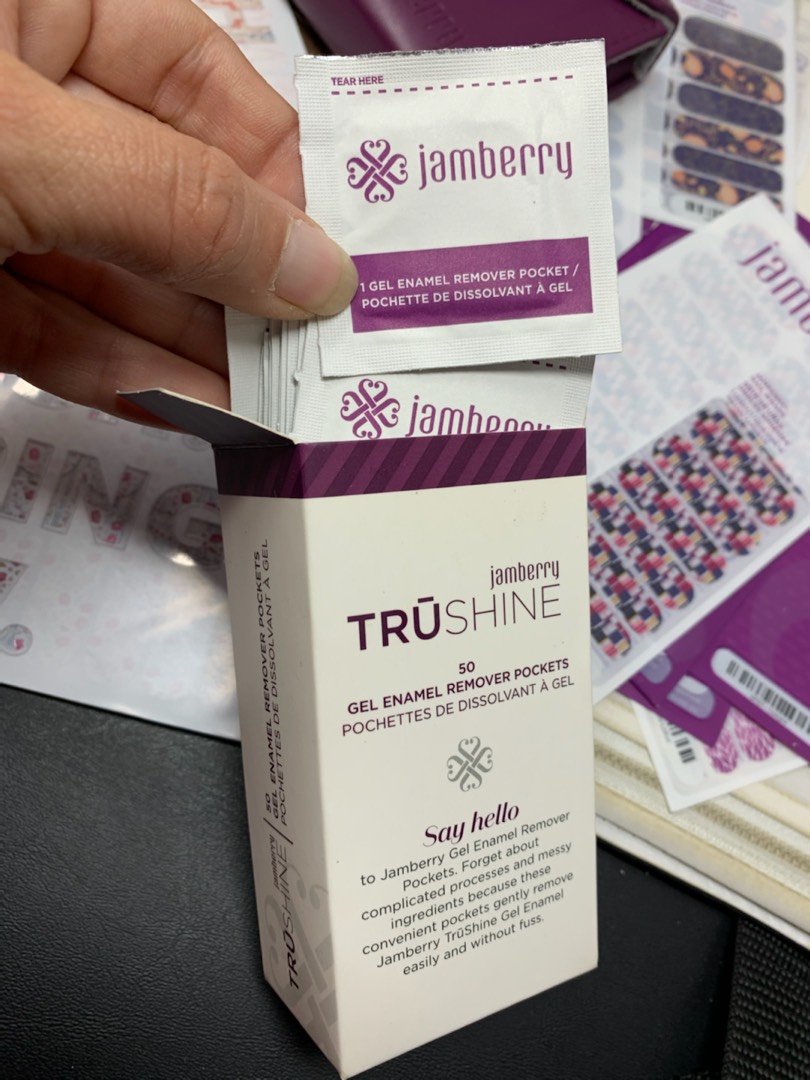 TEAR HERE
jamberry
1 GEL ENAMEL REMOVER POCKET /
POCHETTE DE DISSOLVANT À GEL
jamberry
jamberry
TRŪSHINE
50
GEL ENAMEL REMOVER POCKETS
POCHETTES DE DISSOLVANT À GEL
Say hello
to Jamberry Gel Enamel Remover
Pockets. Forget about
complicated processes and messy
ingredients because these
convenient pockets gently remove
Jamberry TrūShine Gel Enamel
easily and without fuss.
jamberry
TRŪSHINE
50
GEL ENAMEL REMOVER POCKETS
POCHETTES DE DISSOLVANT À GEL
ING
jam